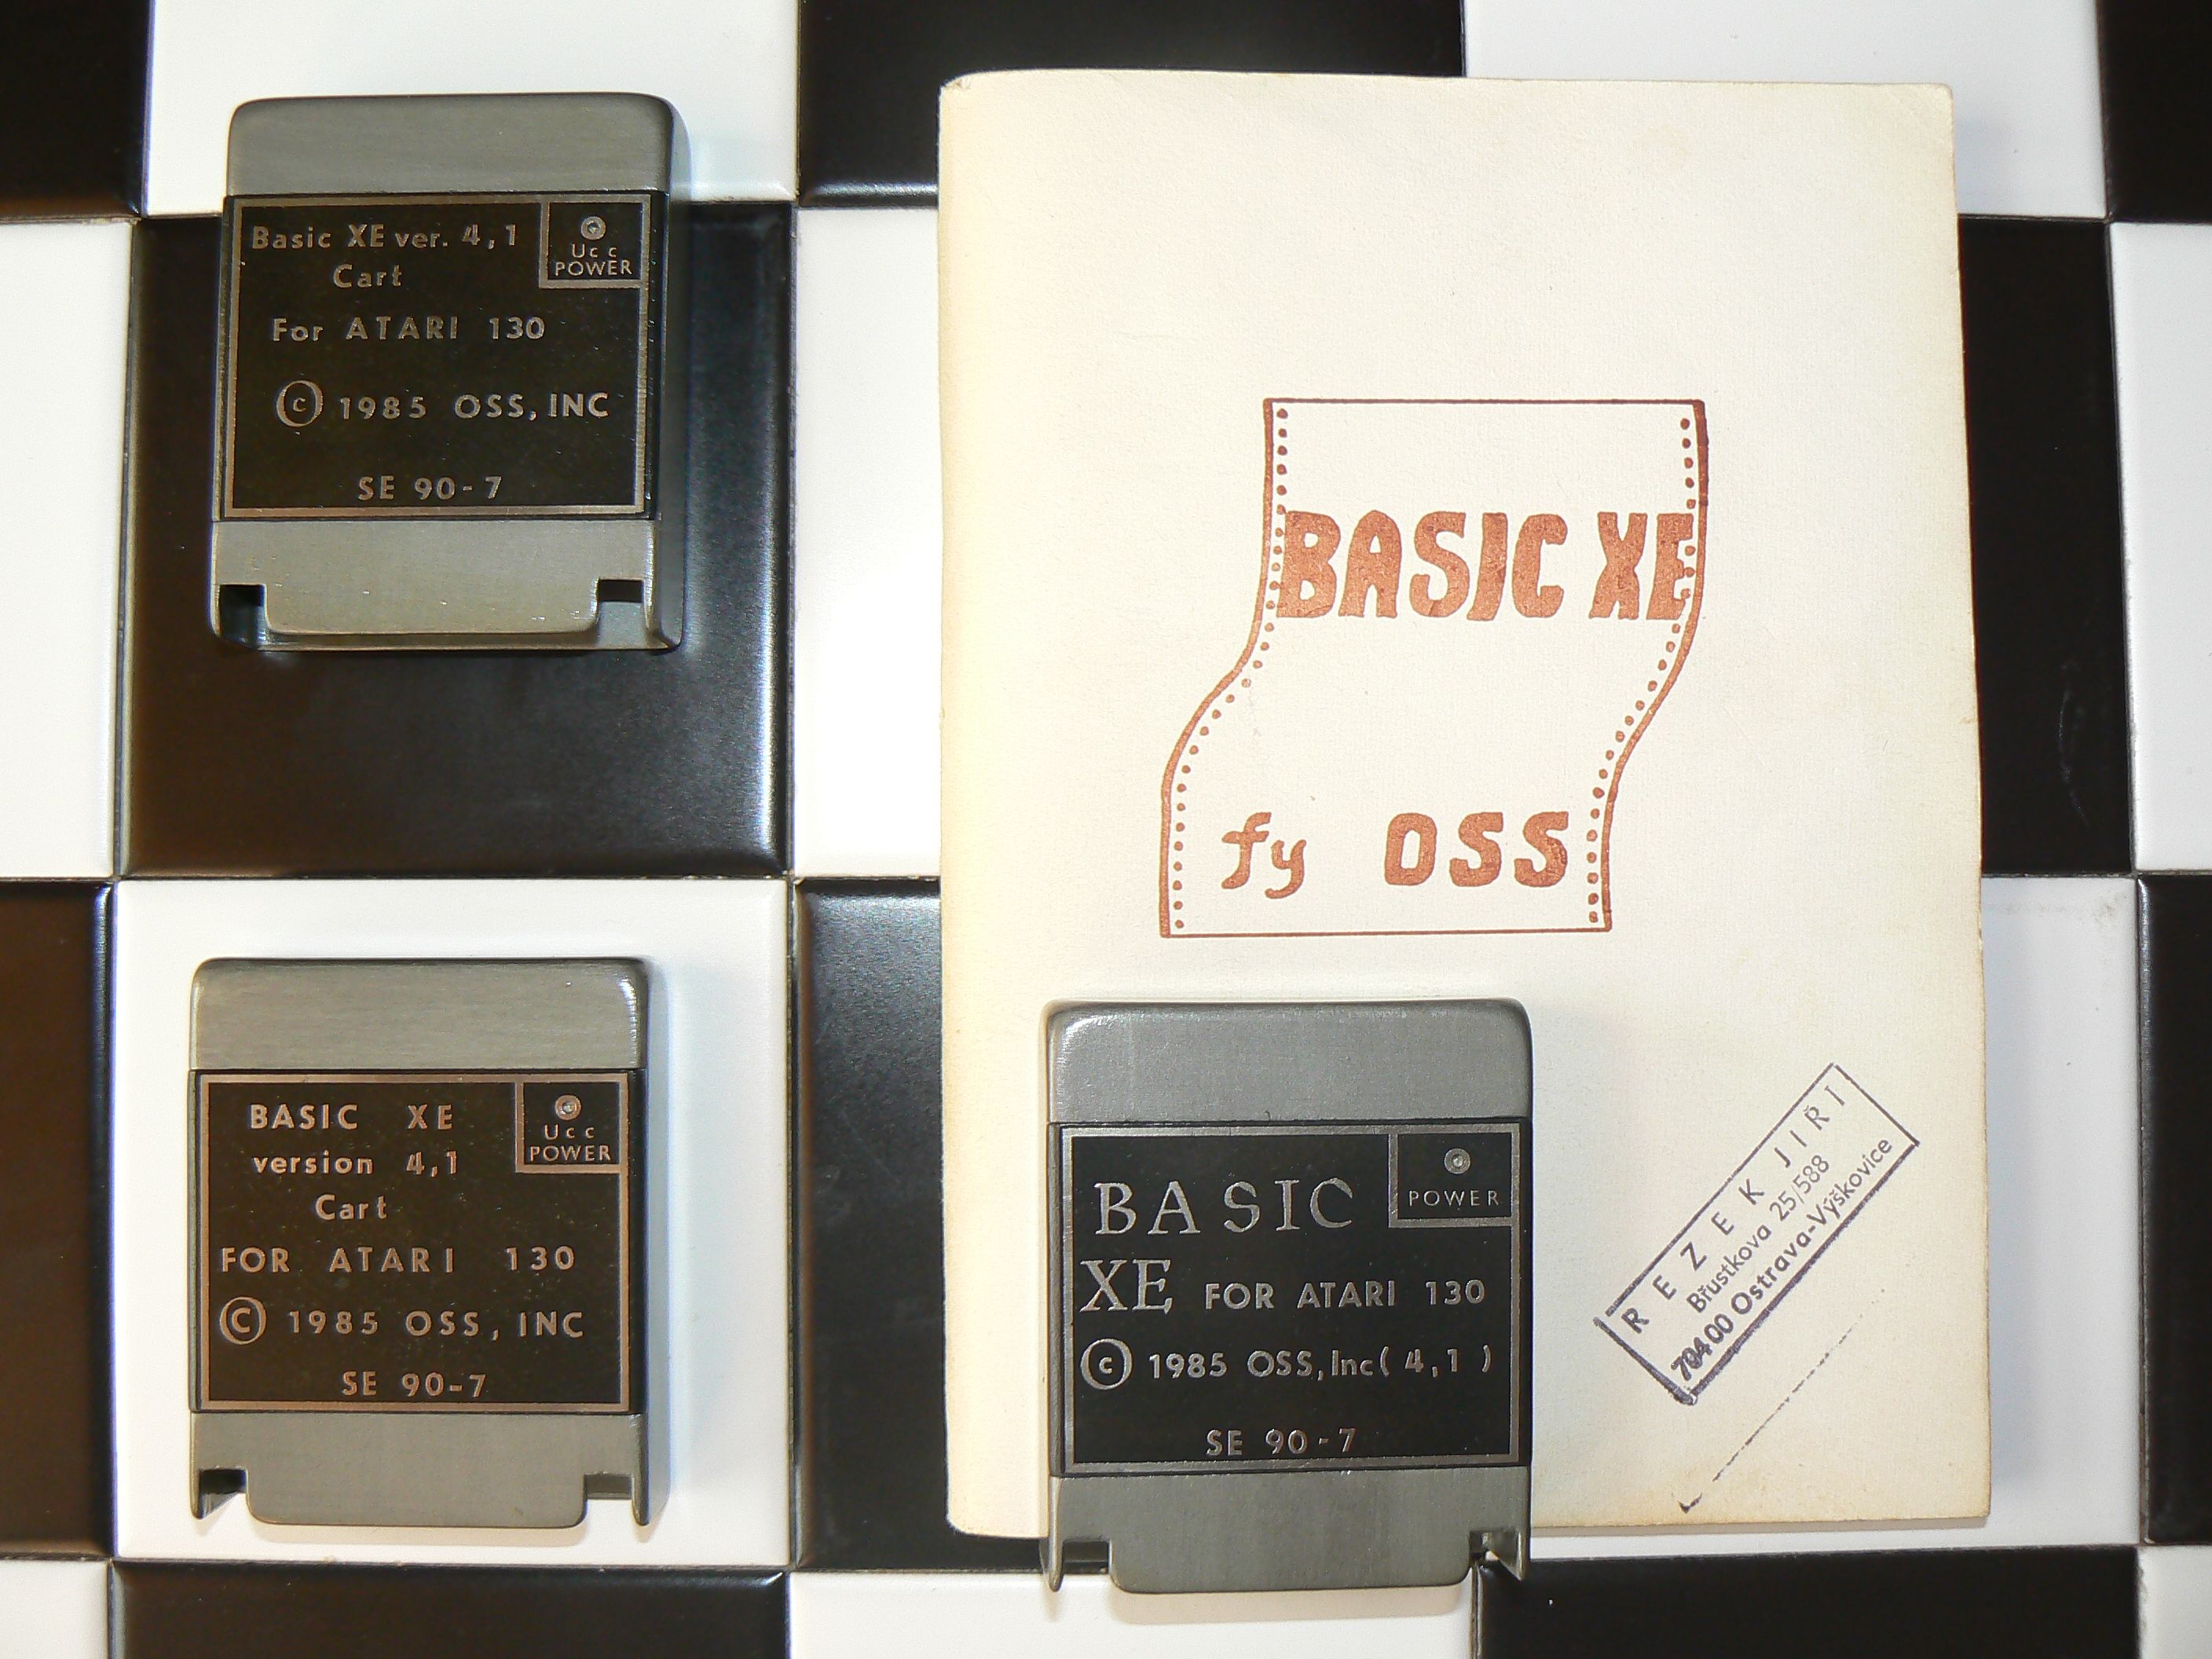 Basic XE ver. 4,1
Ucc
POWER
Cart
For ATARI 130
© 1985 OSS, INC
SE 90-7
BASIC XE
fy OSS
BASIC XE
Ucc
POWER
version 4,1
Cart
FOR ATARI 130
© 1985 OSS, INC
SE 90-7
BASIC
POWER
XE FOR ATARI 130
© 1985 OSS, Inc( 4,1 )
SE 90-7
REZEK JIŘÍ
Břustkova 25/588
704 00 Ostrava-Výškovice